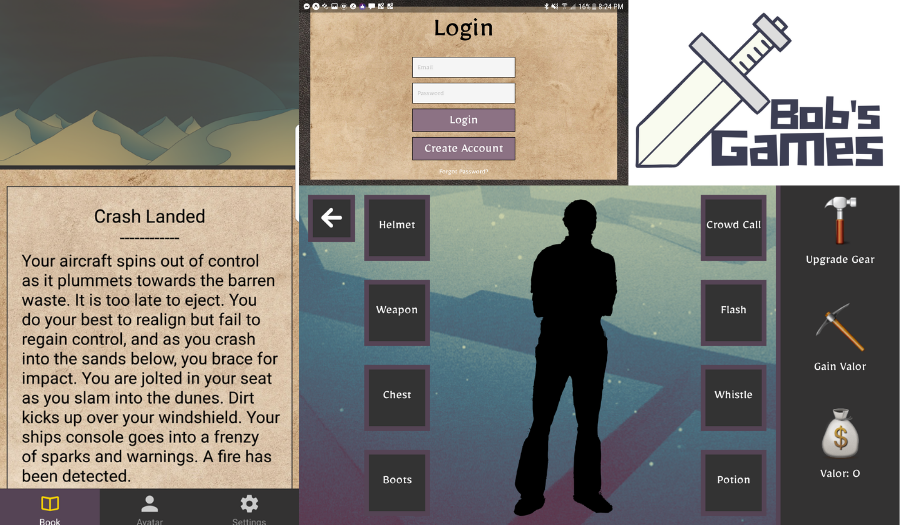 Crash Landed
------------
Your aircraft spins out of control
as it plummets towards the barren
waste. It is too late to eject. You
do your best to realign but fail to
regain control, and as you crash
into the sands below, you brace for
impact. You are jolted in your seat
as you slam into the dunes. Dirt
kicks up over your windshield. Your
ships console goes into a frenzy
of sparks and warnings. A fire has
been detected.
Book
Avatar
Settings
16% 8:24 PM
Login
Email
Password
Login
Create Account
Forgot Password?
Bob's
Games
Helmet
Weapon
Chest
Boots
Crowd Call
Flash
Whistle
Potion
Upgrade Gear
Gain Valor
$
Valor: 0